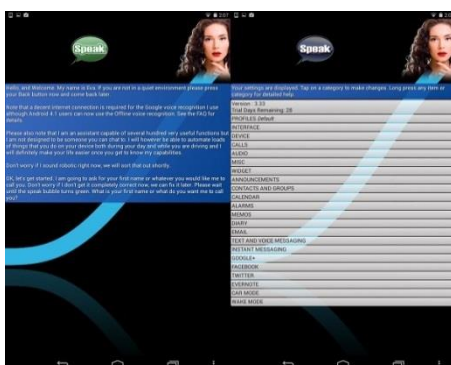 2:07
Speak
Hello, and Welcome. My name is Eva. If you are not in a quiet environment please press
your Back button now and come back later.
Note that a decent internet connection is required for the Google voice recognition I use
although Android 4.1 users can now use the Offline voice recognition. See the FAQ for
details.
Please also note that I am an assistant capable of several hundred very useful functions but
I am not designed to be someone you can chat to. I will however be able to automate loads
of things that you do on your device both during your day and while you are driving and I
will definitely make your life easier once you get to know my capabilities.
Don't worry if I sound robotic right now, we will sort that out shortly.
OK, let's get started. I am going to ask for your first name or whatever you would like me to
call you. Don't worry if I don't get it completely correct now, we can fix it later. Please wait
until the speak bubble turns green. What is your first name or what do you want me to call
you?
2:07
Speak
Your settings are displayed. Tap on a category to make changes. Long press any item or
category for detailed help.
Version : 3.33
Trial Days Remaining: 28
PROFILES Default
INTERFACE
DEVICE
CALLS
AUDIO
MISC
WIDGET
ANNOUNCEMENTS
CONTACTS AND GROUPS
CALENDAR
ALARMS
MEMOS
DIARY
EMAIL
TEXT AND VOICE MESSAGING
INSTANT MESSAGING
GOOGLE+
FACEBOOK
TWITTER
EVERNOTE
CAR MODE
WAKE MODE